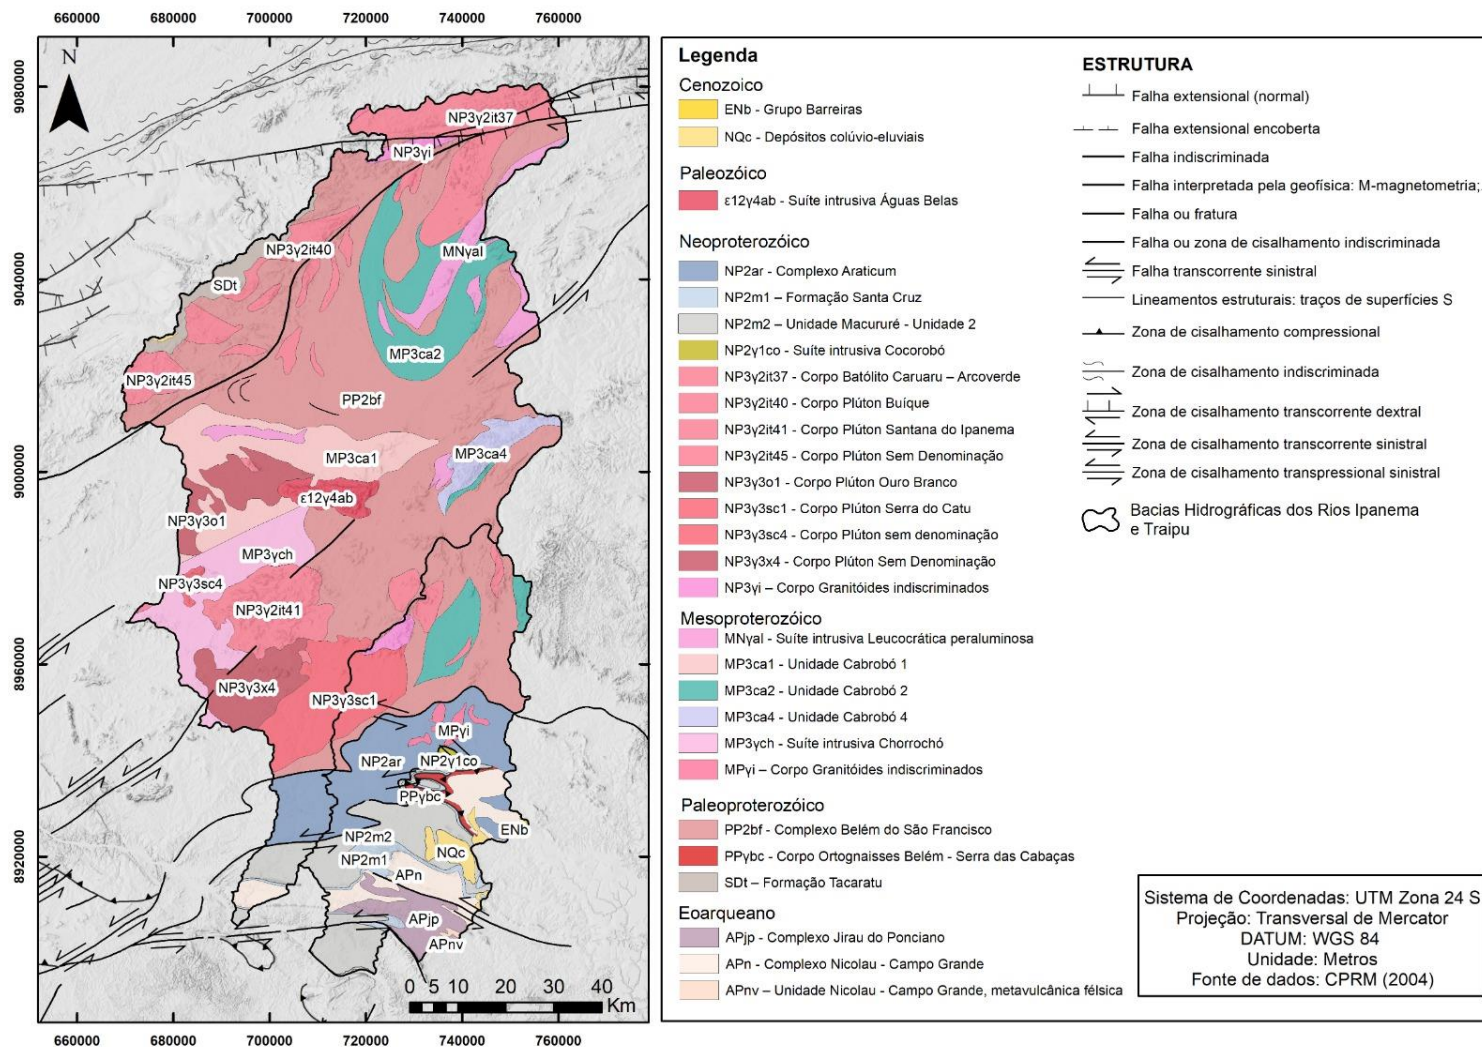 660000 680000 700000 720000 740000 760000
N
9080000
9040000
9000000
8960000
8920000
NP3γ2it37
NP3γi
NP3γ2it40
MNγal
SDt
MP3ca2
NP3γ2it45
PP2bf
MP3ca1
MP3ca4
ε12γ4ab
NP3γ3o1
MP3γch
NP3γ3sc4
NP3γ2it41
NP3γ3x4
NP3γ3sc1
MPγi
NP2ar
NP2γ1co
PPγbc
ENb
NP2m2
NQc
NP2m1
APn
APjp
APnv
0 5 10 20 30 40
Km
660000 680000 700000 720000 740000 760000
Legenda
Cenozoico
ENb - Grupo Barreiras
NQc - Depósitos colúvio-eluviais
Paleozóico
ε12γ4ab - Suíte intrusiva Águas Belas
Neoproterozóico
NP2ar - Complexo Araticum
NP2m1 – Formação Santa Cruz
NP2m2 – Unidade Macururé - Unidade 2
NP2γ1co - Suíte intrusiva Cocorobó
NP3γ2it37 - Corpo Batólito Caruaru – Arcoverde
NP3γ2it40 - Corpo Plúton Buíque
NP3γ2it41 - Corpo Plúton Santana do Ipanema
NP3γ2it45 - Corpo Plúton Sem Denominação
NP3γ3o1 - Corpo Plúton Ouro Branco
NP3γ3sc1 - Corpo Plúton Serra do Catu
NP3γ3sc4 - Corpo Plúton sem denominação
NP3γ3x4 - Corpo Plúton Sem Denominação
NP3γi – Corpo Granitóides indiscriminados
Mesoproterozóico
MNγal - Suíte intrusiva Leucocrática peraluminosa
MP3ca1 - Unidade Cabrobó 1
MP3ca2 - Unidade Cabrobó 2
MP3ca4 - Unidade Cabrobó 4
MP3γch - Suíte intrusiva Chorrochó
MPγi – Corpo Granitóides indiscriminados
Paleoproterozóico
PP2bf - Complexo Belém do São Francisco
PPγbc - Corpo Ortognaisses Belém - Serra das Cabaças
SDt – Formação Tacaratu
Eoarqueano
APjp - Complexo Jirau do Ponciano
APn - Complexo Nicolau - Campo Grande
APnv – Unidade Nicolau - Campo Grande, metavulcânica félsica
ESTRUTURA
Falha extensional (normal)
Falha extensional encoberta
Falha indiscriminada
Falha interpretada pela geofísica: M-magnetometria;
Falha ou fratura
Falha ou zona de cisalhamento indiscriminada
Falha transcorrente sinistral
Lineamentos estruturais: traços de superfícies S
Zona de cisalhamento compressional
Zona de cisalhamento indiscriminada
Zona de cisalhamento transcorrente dextral
Zona de cisalhamento transcorrente sinistral
Zona de cisalhamento transpressional sinistral
Bacias Hidrográficas dos Rios Ipanema
e Traipu
Sistema de Coordenadas: UTM Zona 24 S
Projeção: Transversal de Mercator
DATUM: WGS 84
Unidade: Metros
Fonte de dados: CPRM (2004)